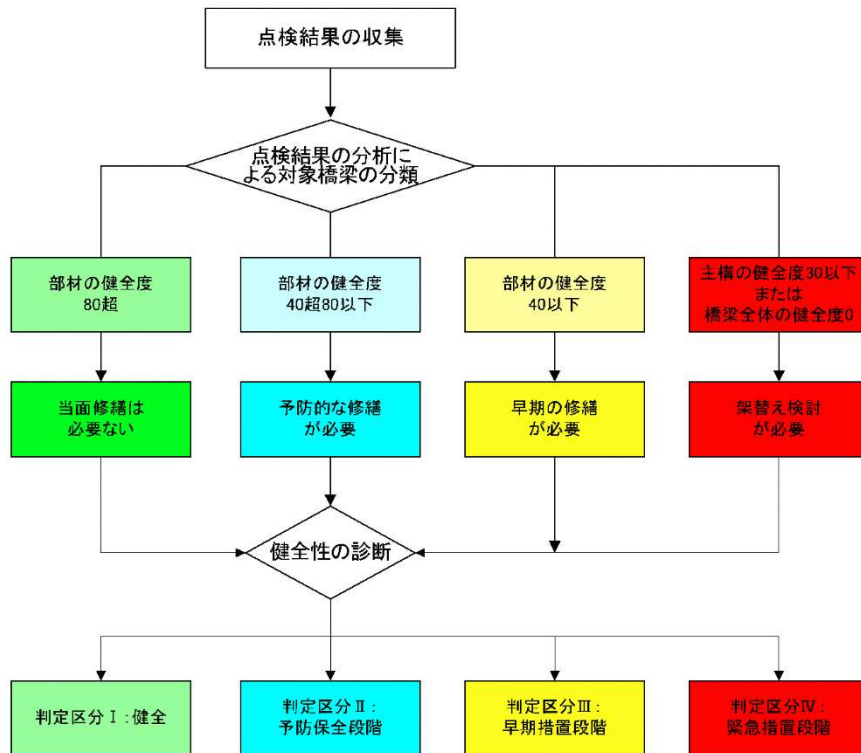 点検結果の収集
点検結果の分析に
よる対象橋梁の分類
部材の健全度
80超
部材の健全度
40超80以下
部材の健全度
40以下
主構の健全度30以下
または
橋梁全体の健全度0
当面修繕は
必要ない
予防的な修繕
が必要
早期の修繕
が必要
架替え検討
が必要
健全性の診断
判定区分Ⅰ:健全
判定区分Ⅱ:
予防保全段階
判定区分Ⅲ:
早期措置段階
判定区分Ⅳ:
緊急措置段階